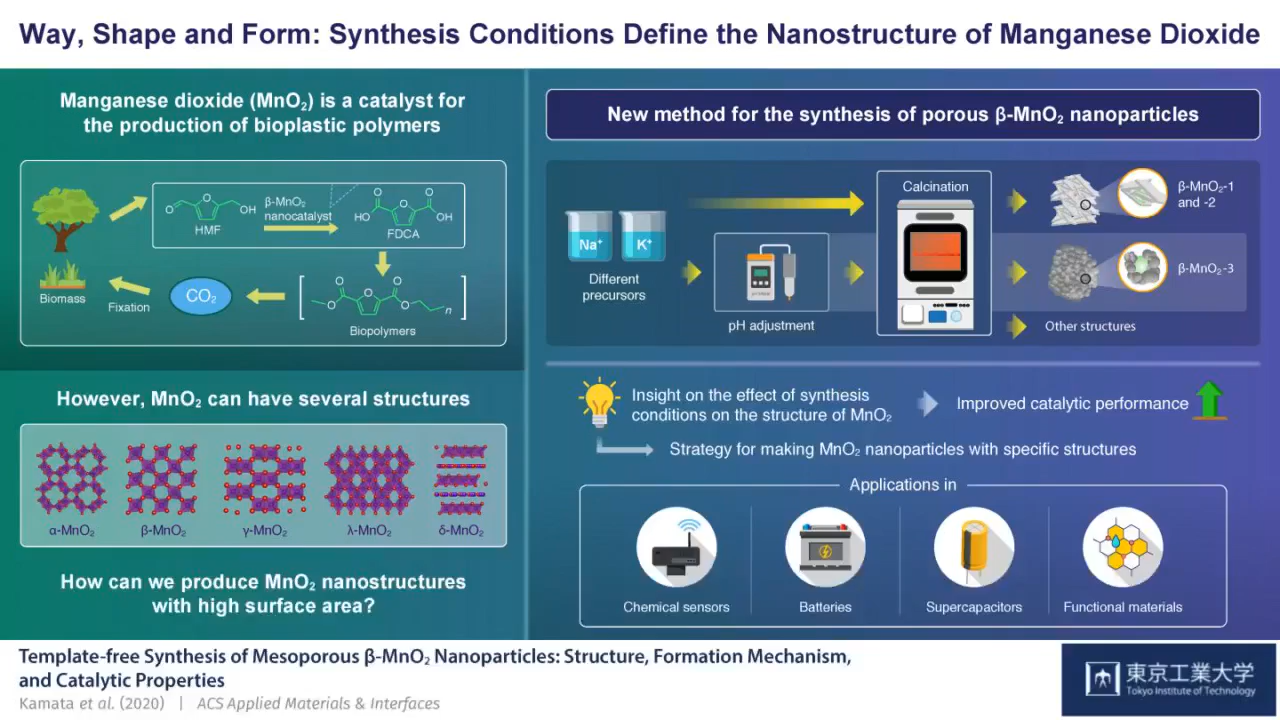 Way, Shape and Form: Synthesis Conditions Define the Nanostructure of Manganese Dioxide
Manganese dioxide (MnO₂) is a catalyst for
the production of bioplastic polymers
O
O
OH
HMF
β-MnO₂
nanocatalyst
O
O
O
HO
OH
FDCA
Biomass
Fixation
CO₂
O
O
O
O
O
n
Biopolymers
However, MnO₂ can have several structures
α-MnO₂
β-MnO₂
γ-MnO₂
λ-MnO₂
δ-MnO₂
How can we produce MnO₂ nanostructures
with high surface area?
New method for the synthesis of porous β-MnO₂ nanoparticles
Na⁺
K⁺
Different
precursors
pH adjustment
Calcination
β-MnO₂-1
and -2
β-MnO₂-3
Other structures
Insight on the effect of synthesis
conditions on the structure of MnO₂
Improved catalytic performance
Strategy for making MnO₂ nanoparticles with specific structures
Applications in
Chemical sensors
Batteries
Supercapacitors
Functional materials
Template-free Synthesis of Mesoporous β-MnO₂ Nanoparticles: Structure, Formation Mechanism,
and Catalytic Properties
Kamata et al. (2020) | ACS Applied Materials & Interfaces
東京工業大学
Tokyo Institute of Technology